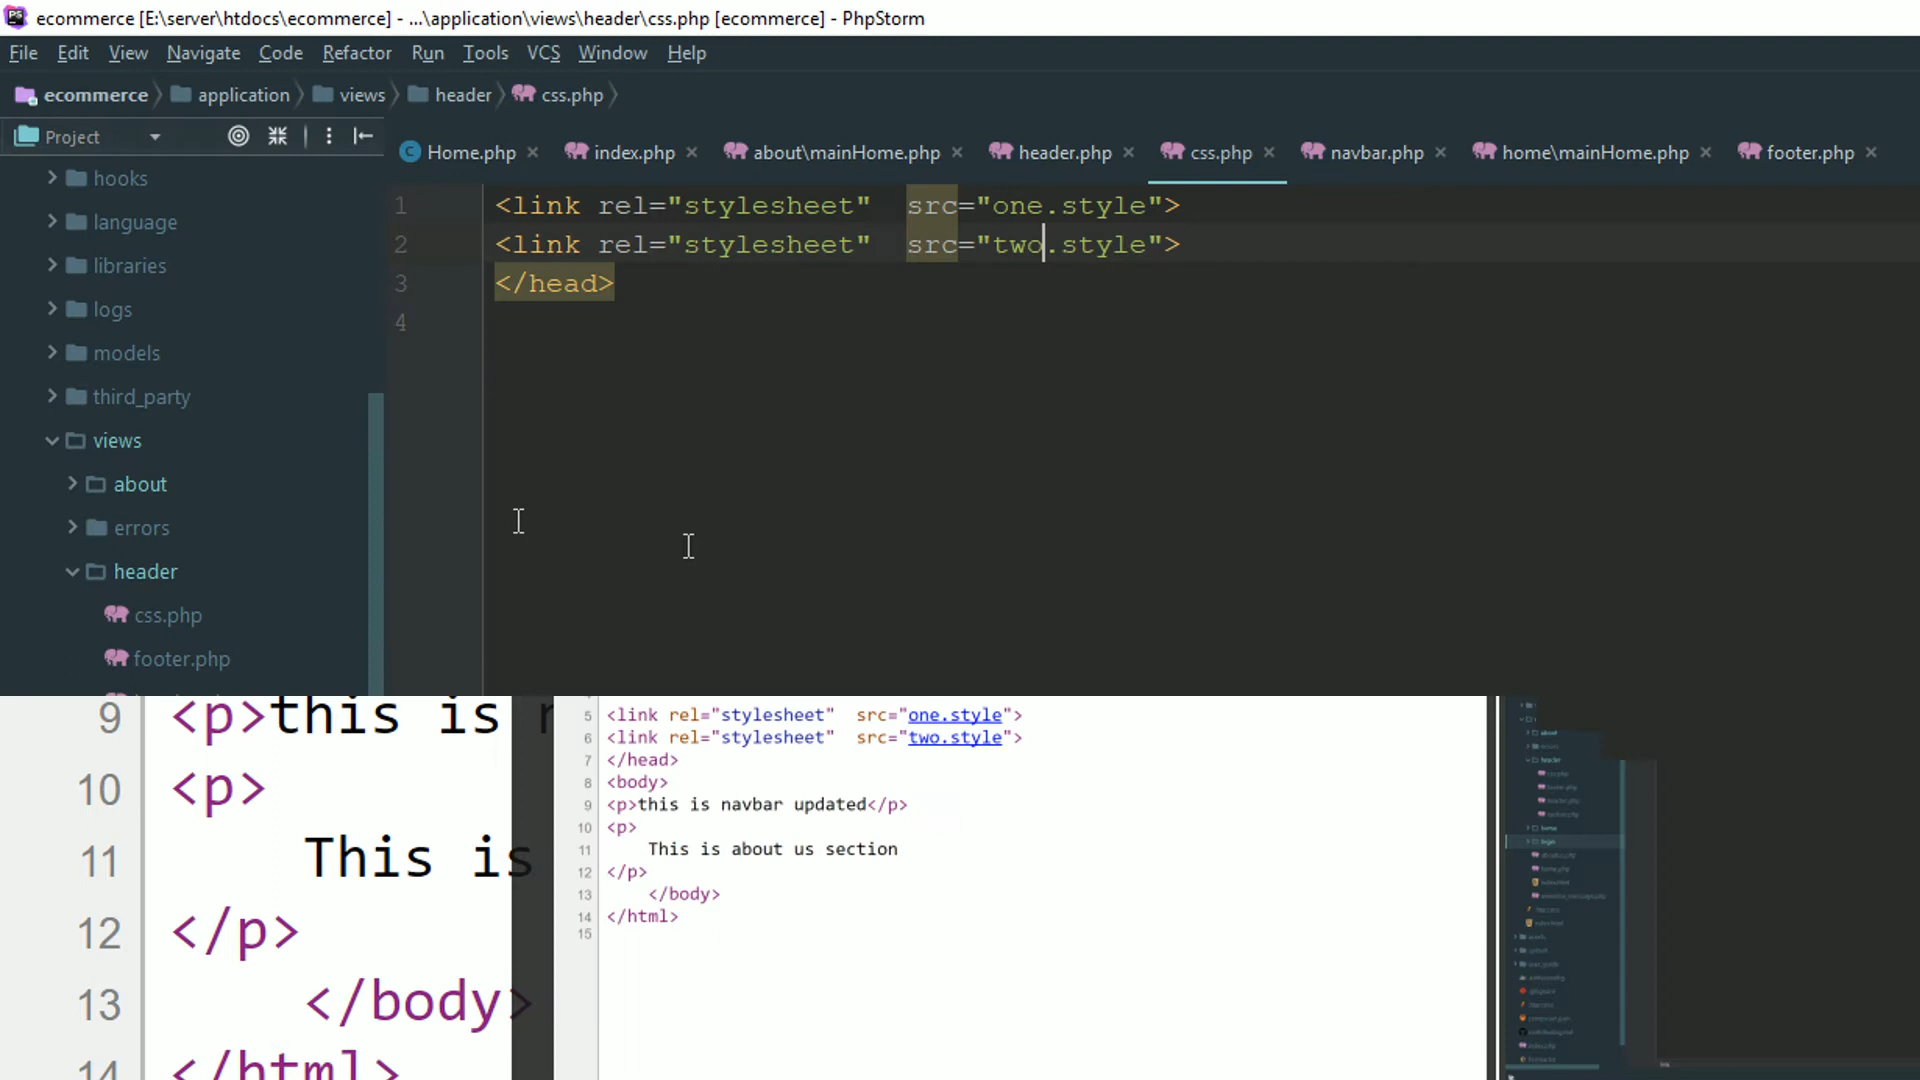 ecommerce [E:\server\htdocs\ecommerce] - ...\application\views\header\css.php [ecommerce] - PhpStorm
File Edit View Navigate Code Refactor Run Tools VCS Window Help
ecommerce application views header css.php
Project
Home.php index.php about\mainHome.php header.php css.php navbar.php home\mainHome.php footer.php
hooks
language
libraries
logs
models
third_party
views
about
errors
header
css.php
footer.php
1 <link rel="stylesheet"  src="one.style">
2 <link rel="stylesheet"  src="two.style">
3 </head>
4
9 <p>this is
10 <p>
11 This is
12 </p>
13 </body>
14 </html>
5 <link rel="stylesheet"  src="one.style">
6 <link rel="stylesheet"  src="two.style">
7 </head>
8 <body>
9 <p>this is navbar updated</p>
10 <p>
11 This is about us section
12 </p>
13 </body>
14 </html>
15